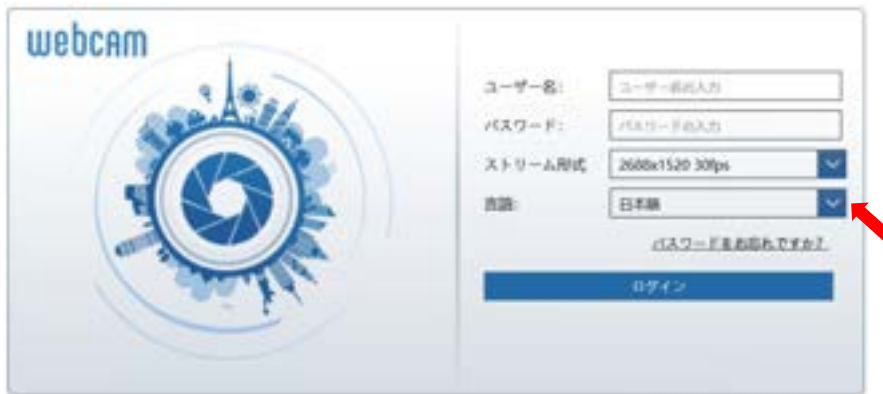 webcam
ユーザー名:
ユーザー名の入力
パスワード:
パスワードの入力
ストリーム形式
2688x1520 30fps
言語:
日本語
パスワードをお忘れですか?
ログイン